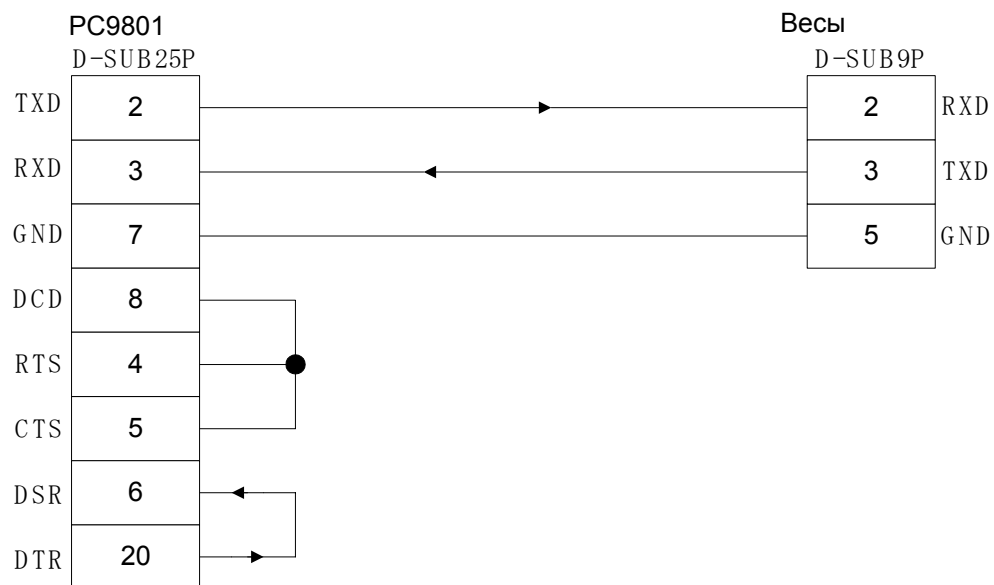 PC9801 Весы
D-SUB25P D-SUB9P
TXD 2 2 RXD
RXD 3 3 TXD
GND 7 5 GND
DCD 8
RTS 4
CTS 5
DSR 6
DTR 20